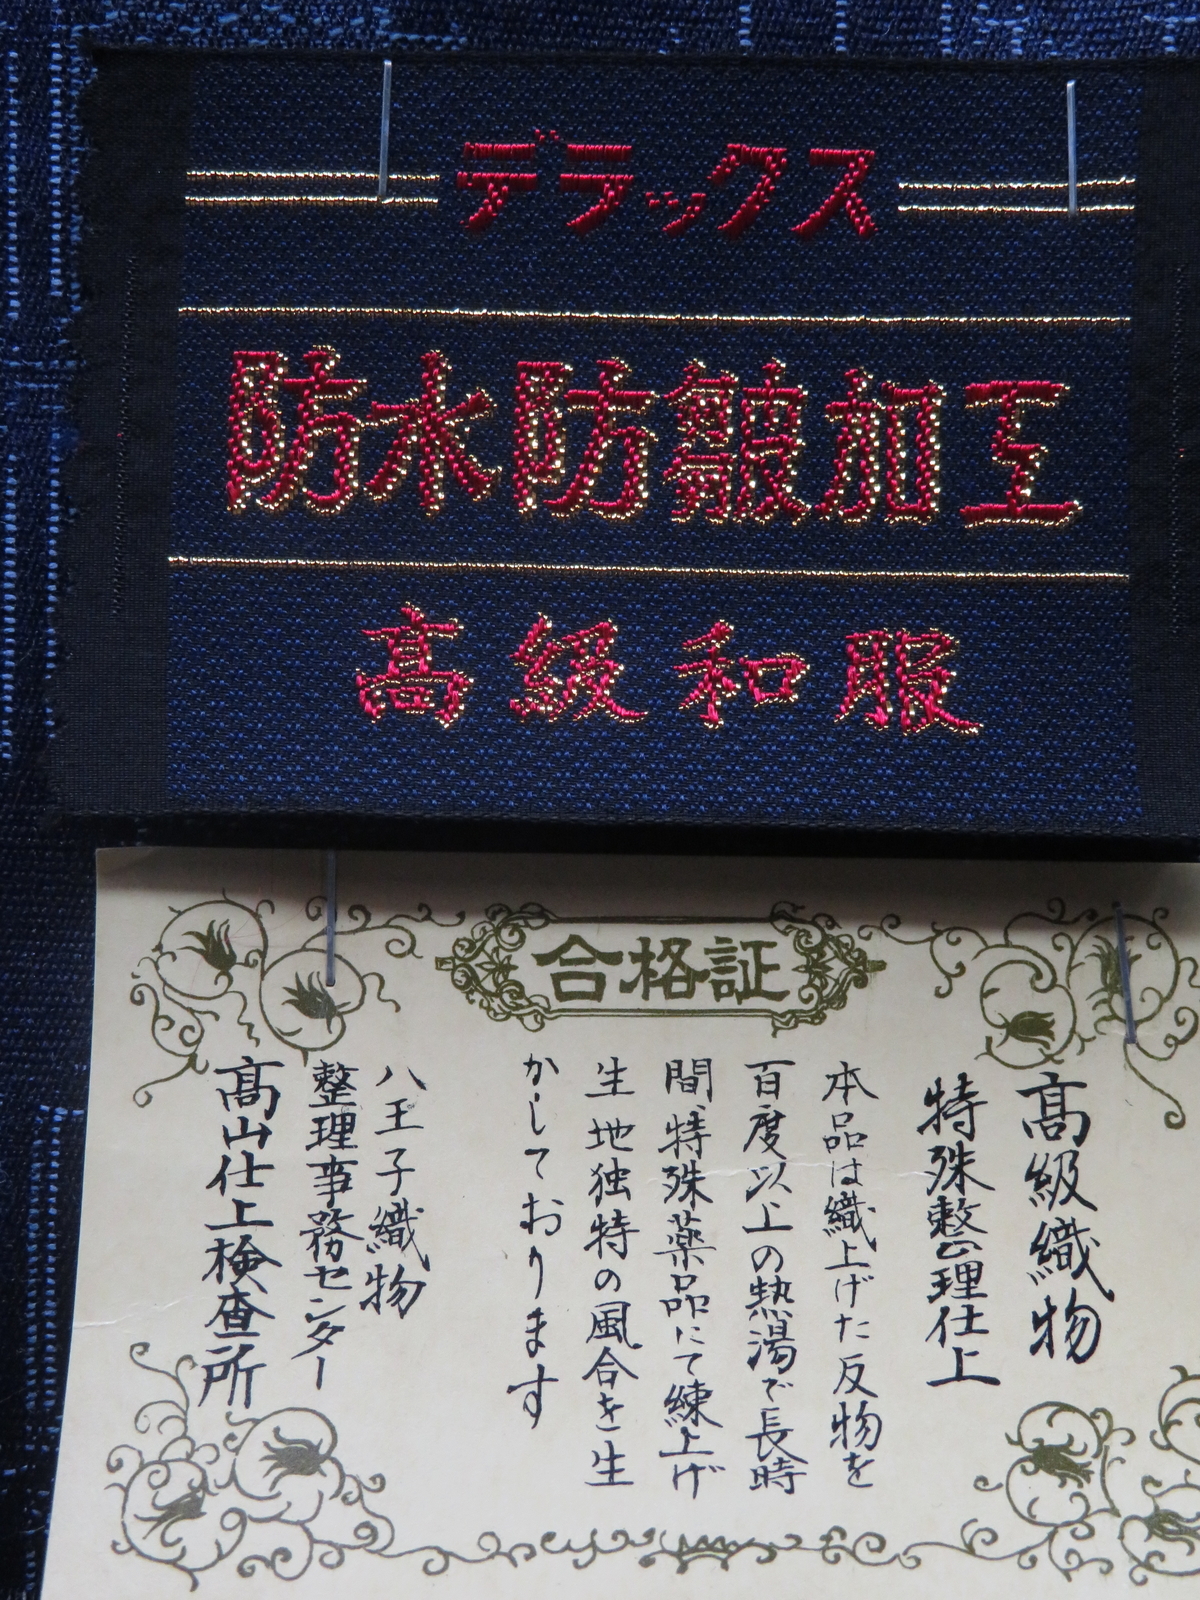 デラックス
防水防皺加工
高級和服
合格証
髙級織物
特殊整理仕上
本品は織上げた反物を
百度以上の熱湯で長時
間、特殊薬品にて練上げ
生地独特の風合を生
かしております
八王子織物
整理事務センター
髙山仕上検査所